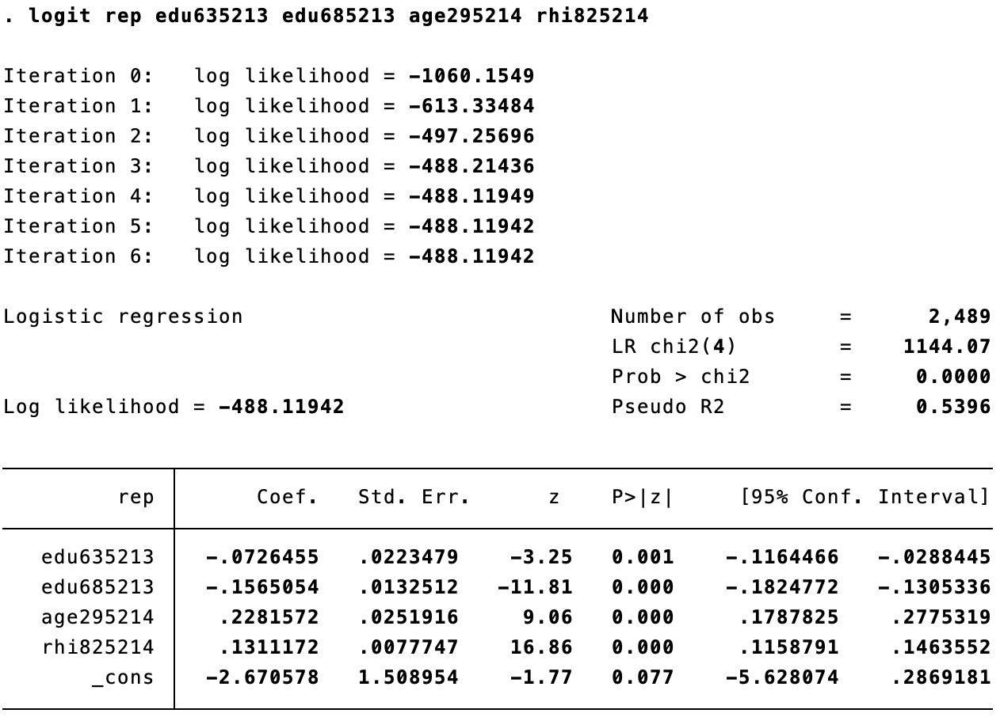 . logit rep edu635213 edu685213 age295214 rhi825214
Iteration 0:   log likelihood = -1060.1549
Iteration 1:   log likelihood = -613.33484
Iteration 2:   log likelihood = -497.25696
Iteration 3:   log likelihood = -488.21436
Iteration 4:   log likelihood = -488.11949
Iteration 5:   log likelihood = -488.11942
Iteration 6:   log likelihood = -488.11942
Logistic regression                             Number of obs     =      2,489
                                                LR chi2(4)        =    1144.07
                                                Prob > chi2       =     0.0000
Log likelihood = -488.11942                     Pseudo R2         =     0.5396
         rep |      Coef.   Std. Err.      z    P>|z|     [95% Conf. Interval]
   edu635213 |  -.0726455   .0223479    -3.25   0.001    -.1164466   -.0288445
   edu685213 |  -.1565054   .0132512   -11.81   0.000    -.1824772   -.1305336
   age295214 |   .2281572   .0251916     9.06   0.000     .1787825    .2775319
   rhi825214 |   .1311172   .0077747    16.86   0.000     .1158791    .1463552
       _cons |  -2.670578   1.508954    -1.77   0.077    -5.628074    .2869181